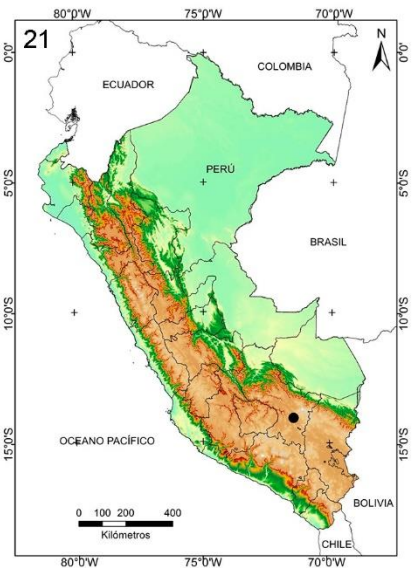 80°0'W 75°0'W 70°0'W
21
N
0°0' 0°0'
COLOMBIA
ECUADOR
PERÚ
5°0'S 5°0'S
BRASIL
10°0'S 10°0'S
OCEANO PACÍFICO
15°0'S 15°0'S
0 100 200 400
Kilómetros
BOLIVIA
CHILE
80°0'W 75°0'W 70°0'W